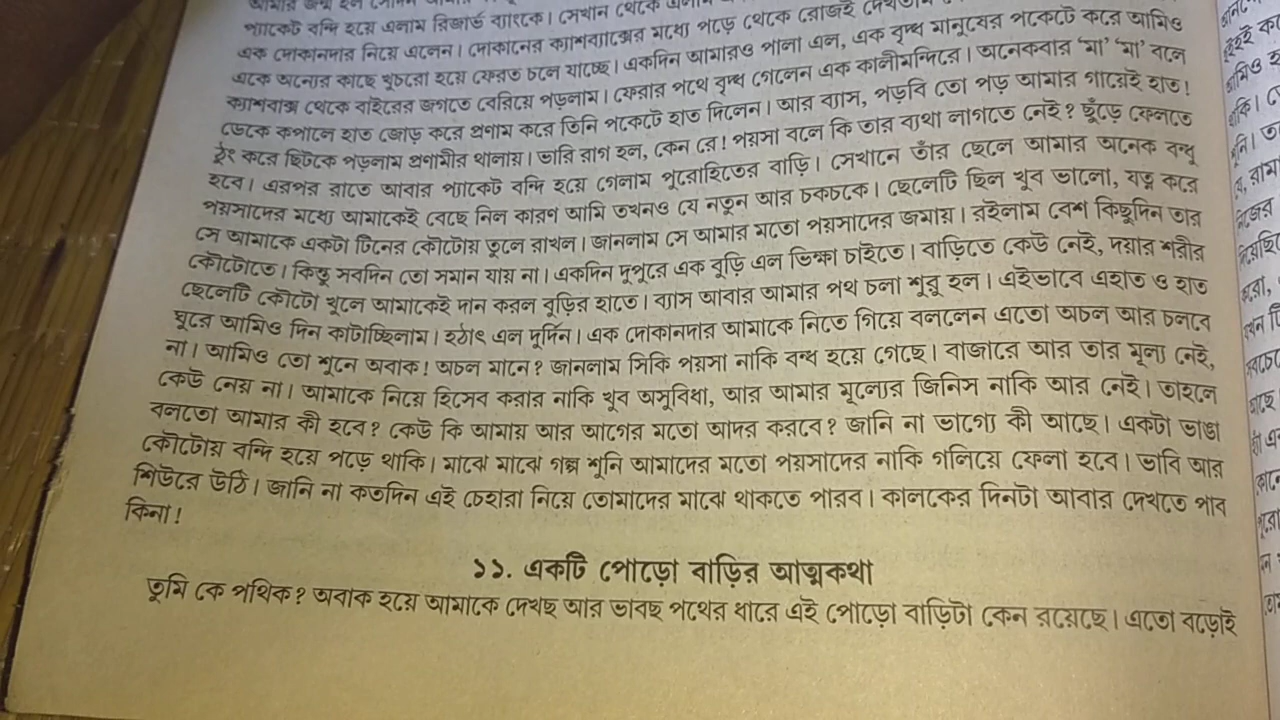 প্যাকেট বন্দি হয়ে এলাম রিজার্ভ ব্যাংকে। সেখান থেকে
এক দোকানদার নিয়ে এলেন। দোকানের ক্যাশবাক্সের মধ্যে পড়ে থেকে রোজই
একে অন্যের কাছে খুচরো হয়ে ফেরত চলে যাচ্ছে। একদিন আমারও পালা এল, এক বৃদ্ধ মানুষের পকেটে করে আমিও
ক্যাশবাক্স থেকে বাইরের জগতে বেরিয়ে পড়লাম। ফেরার পথে বৃদ্ধ গেলেন এক কালীমন্দিরে। অনেকবার 'মা' 'মা' বলে
ডেকে কপালে হাত জোড় করে প্রণাম করে তিনি পকেটে হাত দিলেন। আর ব্যাস, পড়বি তো পড় আমার গায়েই হাত!
ঠং করে ছিটকে পড়লাম প্রণামীর থালায়। ভারি রাগ হল, কেন রে! পয়সা বলে কি তার ব্যথা লাগতে নেই? ছুঁড়ে ফেলতে
হবে। এরপর রাতে আবার প্যাকেট বন্দি হয়ে গেলাম পুরোহিতের বাড়ি। সেখানে তাঁর ছেলে আমার অনেক বন্ধু
পয়সাদের মধ্যে আমাকেই বেছে নিল কারণ আমি তখনও যে নতুন আর চকচকে। ছেলেটি ছিল খুব ভালো, যত্ন করে
সে আমাকে একটা টিনের কৌটোয় তুলে রাখল। জানলাম সে আমার মতো পয়সাদের জমায়। রইলাম বেশ কিছুদিন তার
কৌটোতে। কিন্তু সবদিন তো সমান যায় না। একদিন দুপুরে এক বুড়ি এল ভিক্ষা চাইতে। বাড়িতে কেউ নেই, দয়ার শরীর
ছেলেটি কৌটো খুলে আমাকেই দান করল বুড়ির হাতে। ব্যাস আবার আমার পথ চলা শুরু হল। এইভাবে এহাত ও হাত
ঘুরে আমিও দিন কাটাচ্ছিলাম। হঠাৎ এল দুর্দিন। এক দোকানদার আমাকে নিতে গিয়ে বললেন এতো অচল আর চলবে
না। আমিও তো শুনে অবাক! অচল মানে? জানলাম সিকি পয়সা নাকি বন্ধ হয়ে গেছে। বাজারে আর তার মূল্য নেই,
কেউ নেয় না। আমাকে নিয়ে হিসেব করার নাকি খুব অসুবিধা, আর আমার মূল্যের জিনিস নাকি আর নেই। তাহলে
বলতো আমার কী হবে? কেউ কি আমায় আর আগের মতো আদর করবে? জানি না ভাগ্যে কী আছে। একটা ভাঙা
কৌটোয় বন্দি হয়ে পড়ে থাকি। মাঝে মাঝে গল্প শুনি আমাদের মতো পয়সাদের নাকি গলিয়ে ফেলা হবে। ভাবি আর
শিউরে উঠি। জানি না কতদিন এই চেহারা নিয়ে তোমাদের মাঝে থাকতে পারব। কালকের দিনটা আবার দেখতে পাব
কিনা!
১১. একটি পোড়ো বাড়ির আত্মকথা
তুমি কে পথিক? অবাক হয়ে আমাকে দেখছ আর ভাবছ পথের ধারে এই পোড়ো বাড়িটা কেন রয়েছে। এতো বড়োই